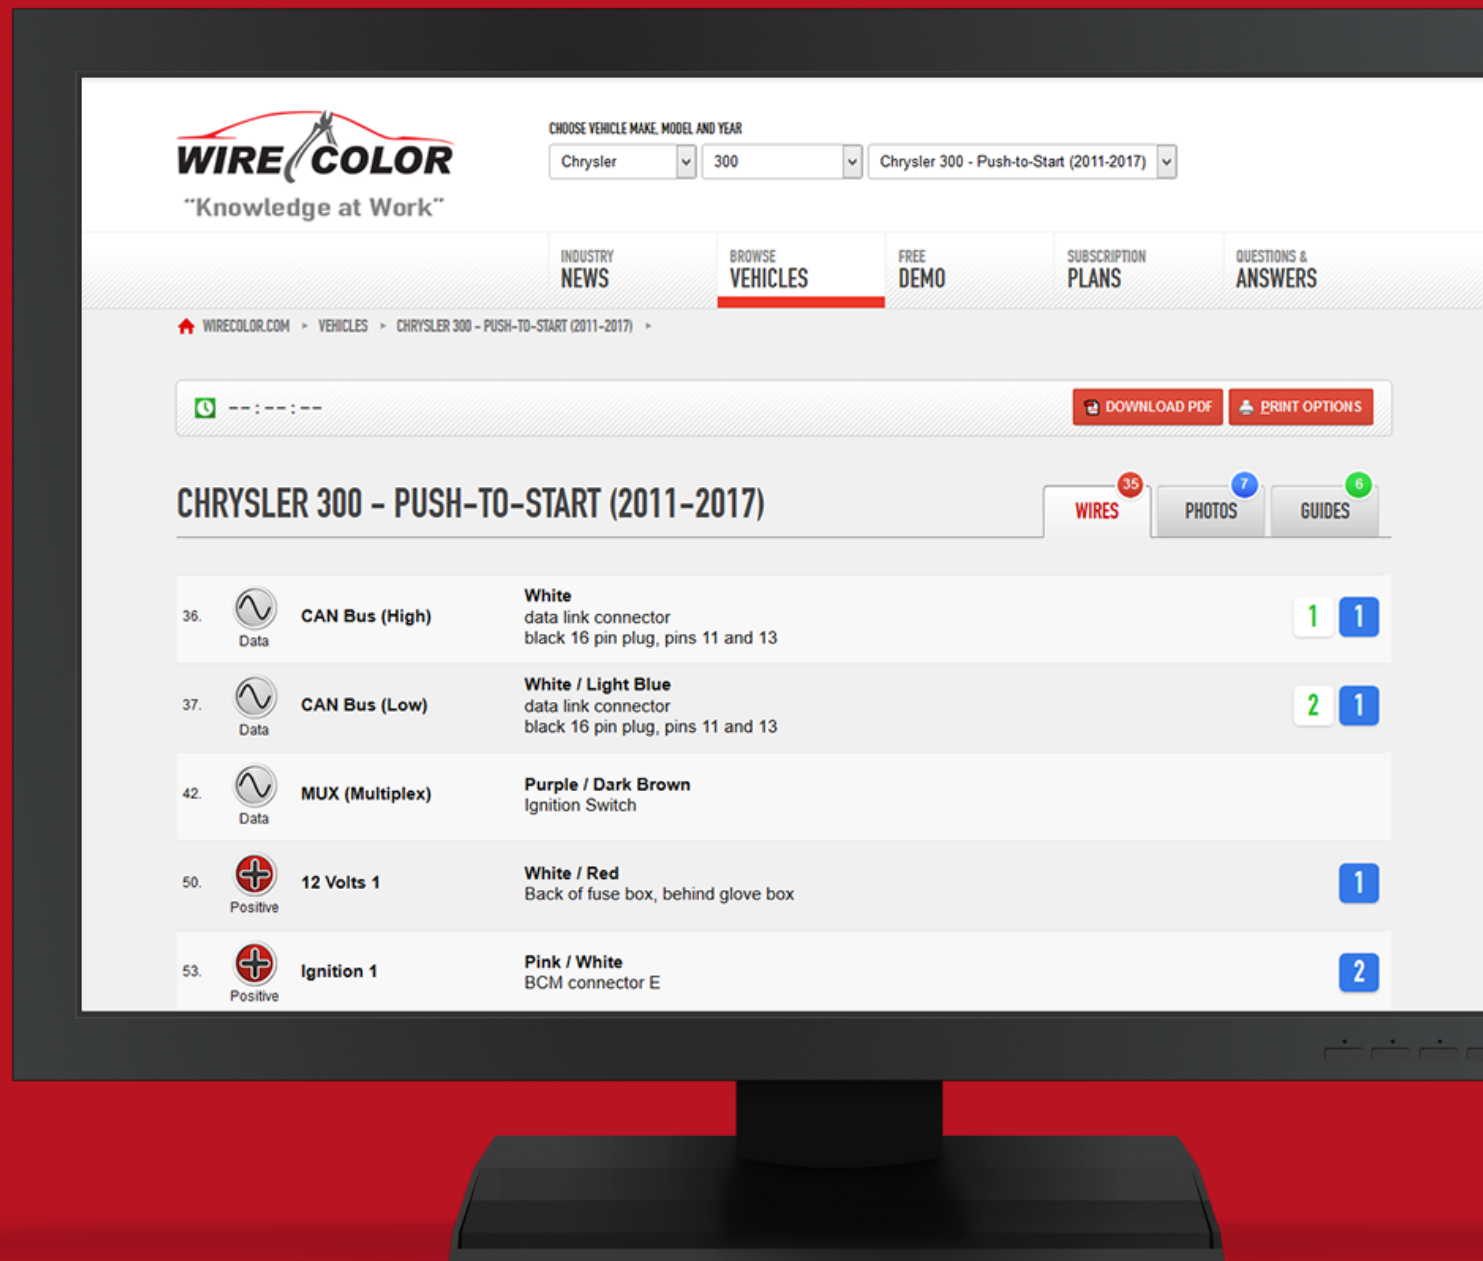 WIRE COLOR
"Knowledge at Work"
CHOOSE VEHICLE MAKE, MODEL AND YEAR
Chrysler
300
Chrysler 300 - Push-to-Start (2011-2017)
INDUSTRY
NEWS
BROWSE
VEHICLES
FREE
DEMO
SUBSCRIPTION
PLANS
QUESTIONS &
ANSWERS
WIRECOLOR.COM ▸ VEHICLES ▸ CHRYSLER 300 - PUSH-TO-START (2011-2017) ▸
--:--:--
DOWNLOAD PDF
PRINT OPTIONS
CHRYSLER 300 - PUSH-TO-START (2011-2017)
WIRES
35
PHOTOS
7
GUIDES
6
36.
Data
CAN Bus (High)
White
data link connector
black 16 pin plug, pins 11 and 13
1
1
37.
Data
CAN Bus (Low)
White / Light Blue
data link connector
black 16 pin plug, pins 11 and 13
2
1
42.
Data
MUX (Multiplex)
Purple / Dark Brown
Ignition Switch
50.
Positive
12 Volts 1
White / Red
Back of fuse box, behind glove box
1
53.
Positive
Ignition 1
Pink / White
BCM connector E
2